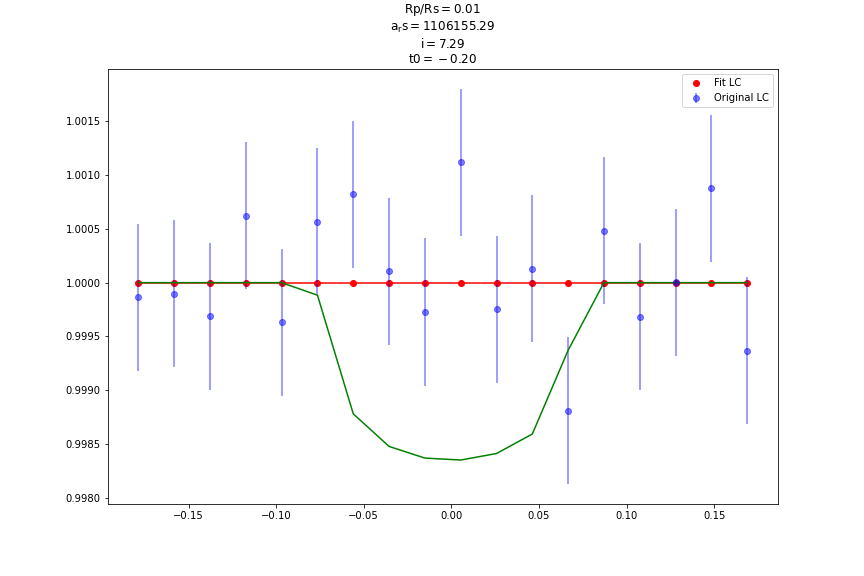 Rp/Rs = 0.01
aᵣs = 1106155.29
i = 7.29
t0 = −0.20
Fit LC
Original LC
1.0015
1.0010
1.0005
1.0000
0.9995
0.9990
0.9985
0.9980
−0.15 −0.10 −0.05 0.00 0.05 0.10 0.15